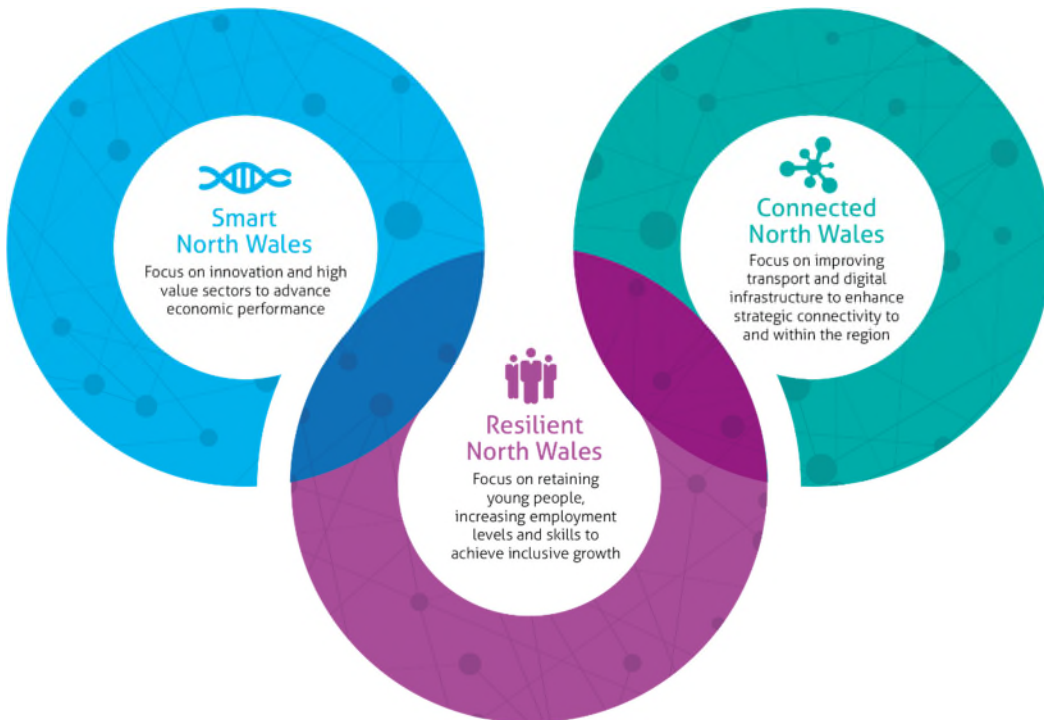 Smart
North Wales
Focus on innovation and high
value sectors to advance
economic performance
Resilient
North Wales
Focus on retaining
young people,
increasing employment
levels and skills to
achieve inclusive growth
Connected
North Wales
Focus on improving
transport and digital
infrastructure to enhance
strategic connectivity to
and within the region